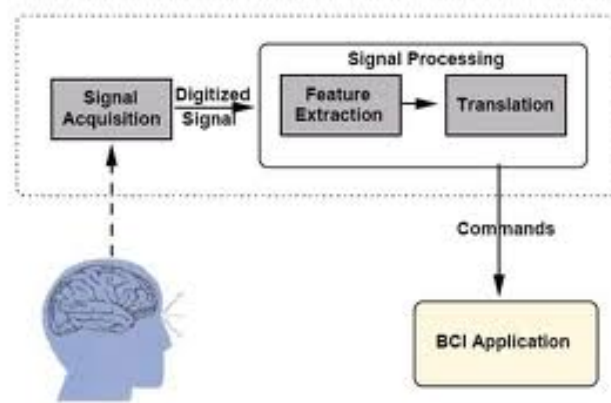 Signal Processing
Signal
Acquisition
Digitized
Signal
Feature
Extraction
Translation
Commands
BCI Application